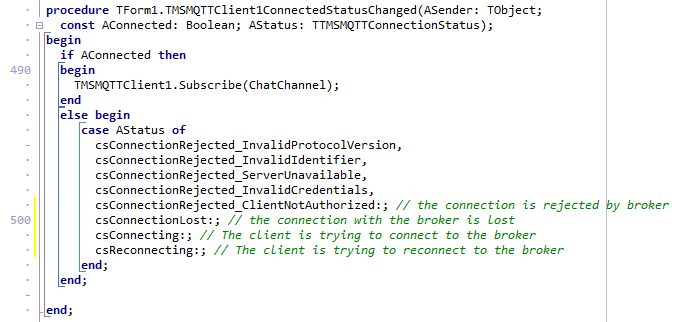 procedure TForm1.TMSMQTTClient1ConnectedStatusChanged(ASender: TObject;
const AConnected: Boolean; AStatus: TTMSMQTTConnectionStatus);
begin
if AConnected then
490 begin
TMSMQTTClient1.Subscribe(ChatChannel);
end
else begin
case AStatus of
csConnectionRejected_InvalidProtocolVersion,
csConnectionRejected_InvalidIdentifier,
csConnectionRejected_ServerUnavailable,
csConnectionRejected_InvalidCredentials,
csConnectionRejected_ClientNotAuthorized:; // the connection is rejected by broker
500 csConnectionLost:; // the connection with the broker is lost
csConnecting:; // The client is trying to connect to the broker
csReconnecting:; // The client is trying to reconnect to the broker
end;
end;
end;